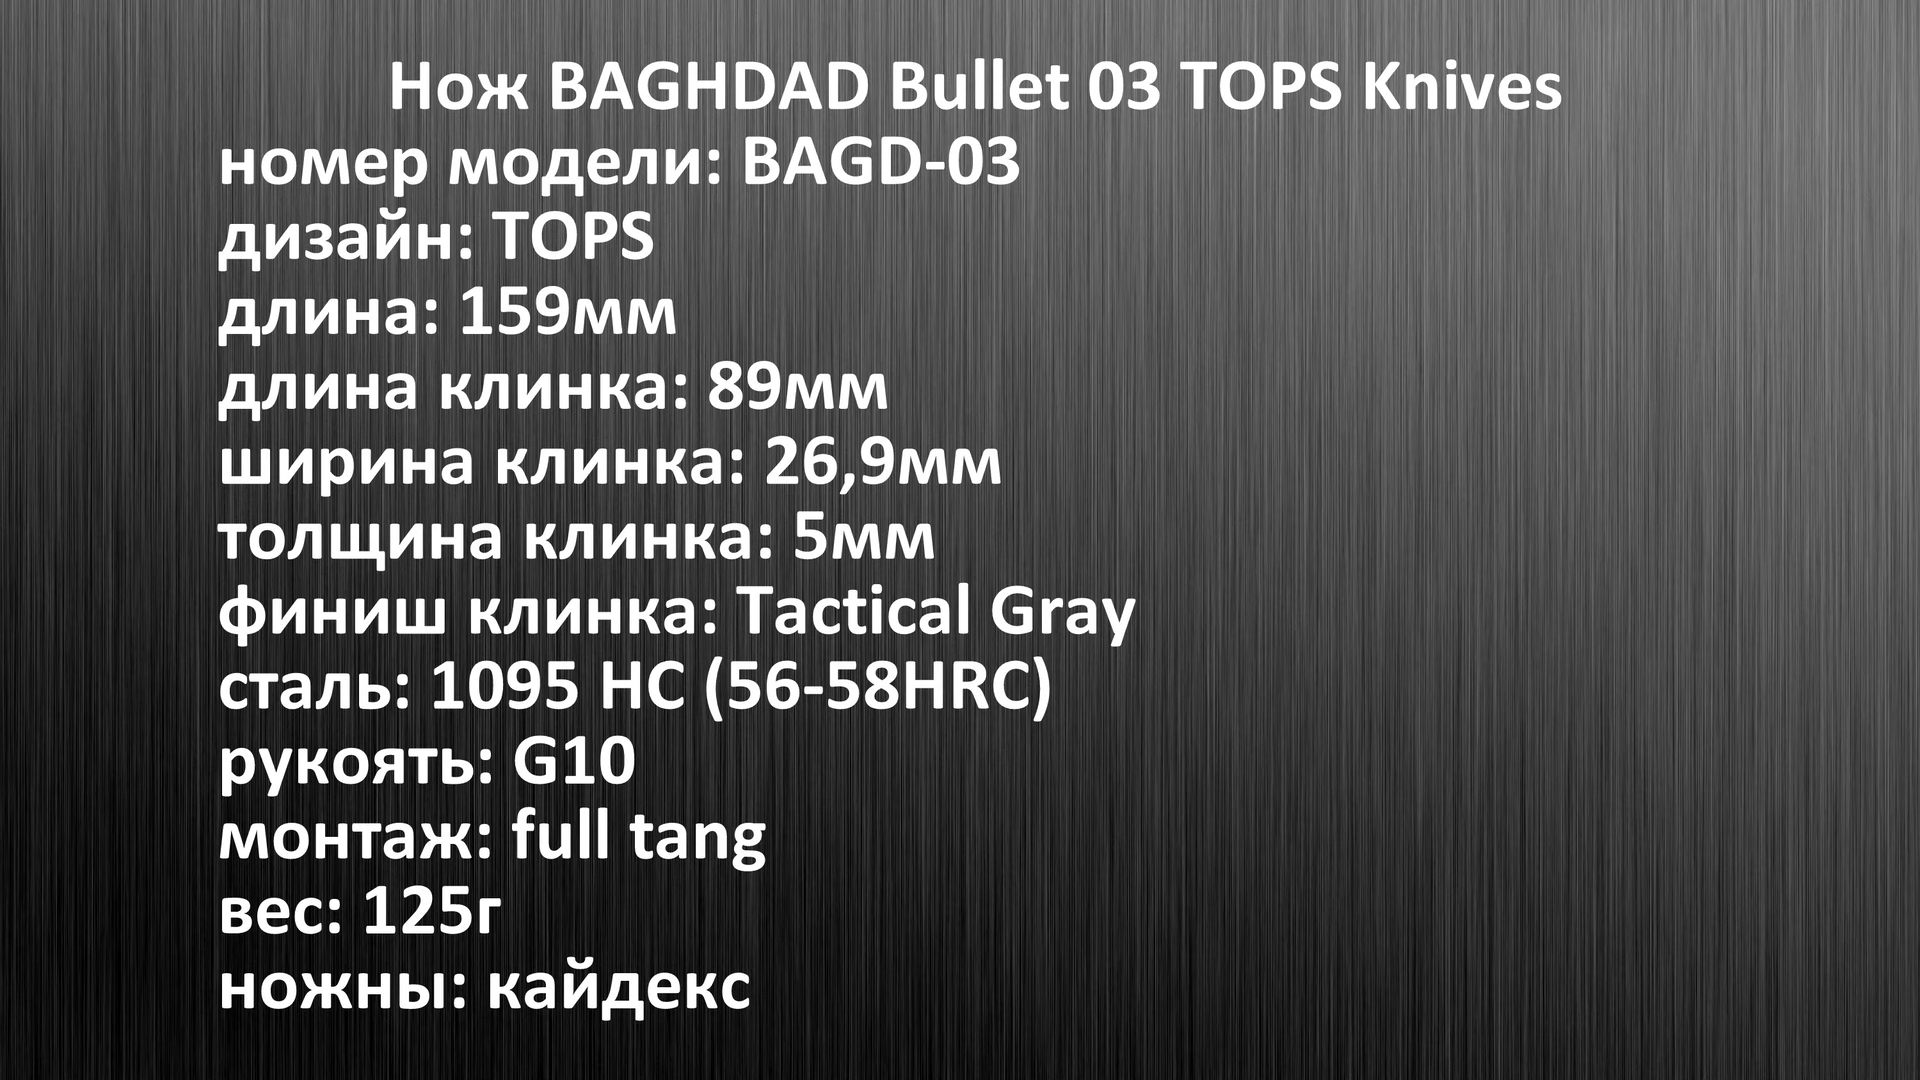 Нож BAGHDAD Bullet 03 TOPS Knives
номер модели: BAGD-03
дизайн: TOPS
длина: 159мм
длина клинка: 89мм
ширина клинка: 26,9мм
толщина клинка: 5мм
финиш клинка: Tactical Gray
сталь: 1095 HC (56-58HRC)
рукоять: G10
монтаж: full tang
вес: 125г
ножны: кайдекс